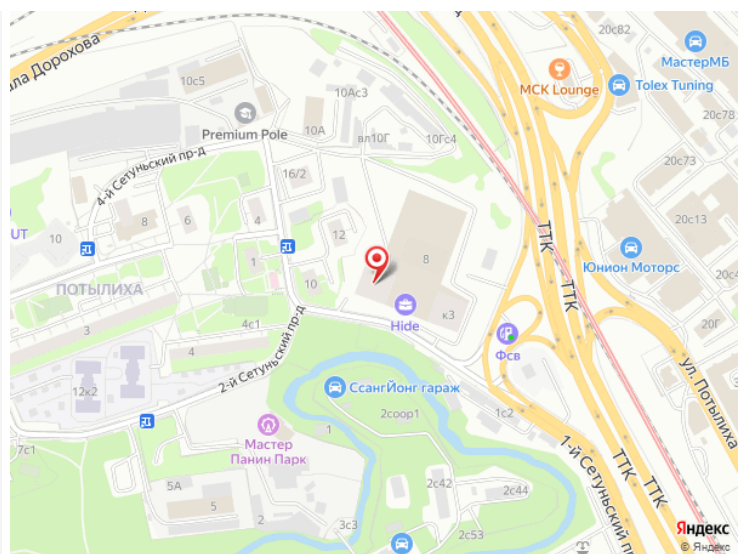 ала Дорохова
20с82
10с5
10Ас3
МастерМБ
МСК Lounge
Tolex Tuning
Premium Pole
10А
вл10Г
10Гс4
20с78
4-й Сетуньский пр-д
16/2
20с73
8
6
4
12
20с13
UT
10
ТТК
8
Юнион Моторс
1
10
ТТК
20с4
ПОТЫЛИХА
Hide
к3
20Г
4с1
3
Фсв
2-й Сетуньский пр-д
4
ул. Потылиха
12к2
СсангЙонг гараж
1с2
2соор1
7с1
Мастер
Панин Парк
1
1-й Сетуньский пр
ТТК
ТТК
5А
5
2с42
2с44
2
3с3
2с53
Яндекс
© Яндекс